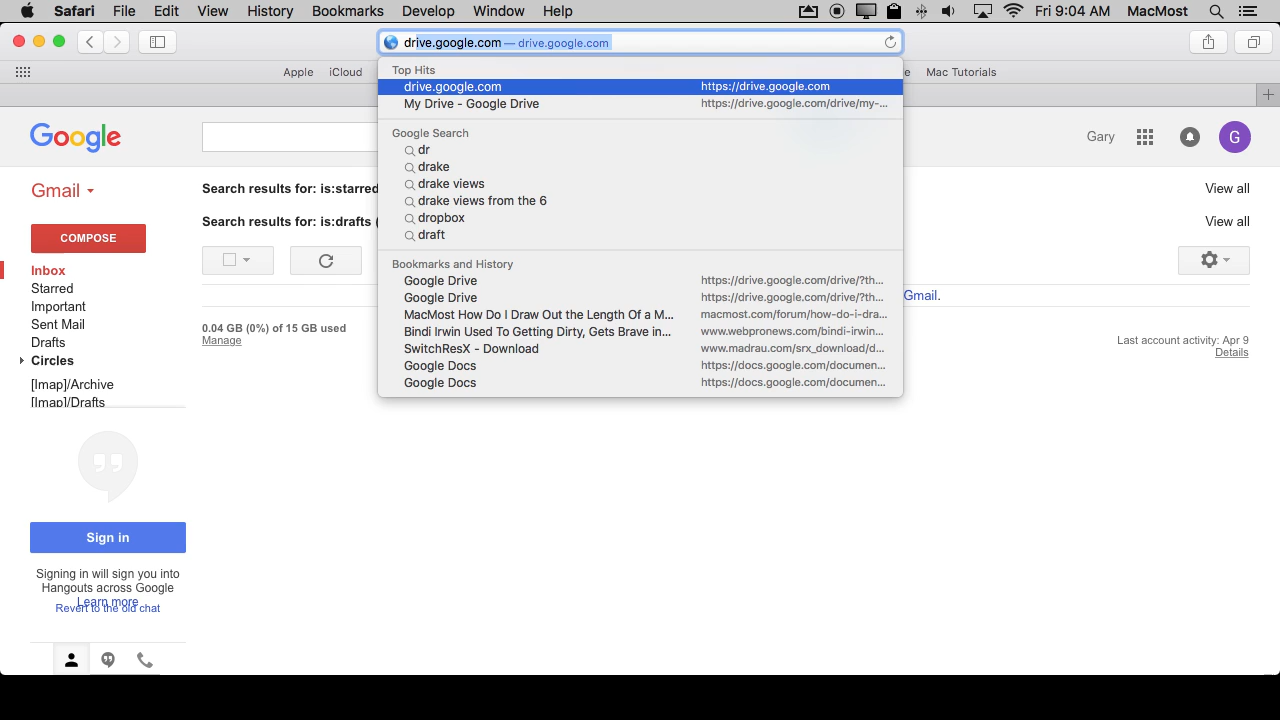 Safari File Edit View History Bookmarks Develop Window Help Fri 9:04 AM MacMost
drive.google.com — drive.google.com
Apple iCloud e Mac Tutorials
Top Hits
drive.google.com https://drive.google.com
My Drive - Google Drive https://drive.google.com/drive/my-...
Google Search
dr
drake
drake views
drake views from the 6
dropbox
draft
Bookmarks and History
Google Drive https://drive.google.com/drive/?th...
Google Drive https://drive.google.com/drive/?th...
MacMost How Do I Draw Out the Length Of a M... macmost.com/forum/how-do-i-dra...
Bindi Irwin Used To Getting Dirty, Gets Brave in... www.webpronews.com/bindi-irwin...
SwitchResX - Download www.madrau.com/srx_download/d...
Google Docs https://docs.google.com/documen...
Google Docs https://docs.google.com/documen...
Google
Gary
G
Gmail
Search results for: is:starred
View all
Search results for: is:drafts (
View all
COMPOSE
Inbox
Starred
Important
Sent Mail
Drafts
Circles
[Imap]/Archive
[Imap]/Drafts
Gmail.
0.04 GB (0%) of 15 GB used
Manage
Last account activity: Apr 9
Details
Sign in
Signing in will sign you into
Hangouts across Google
Learn more
Revert to the old chat